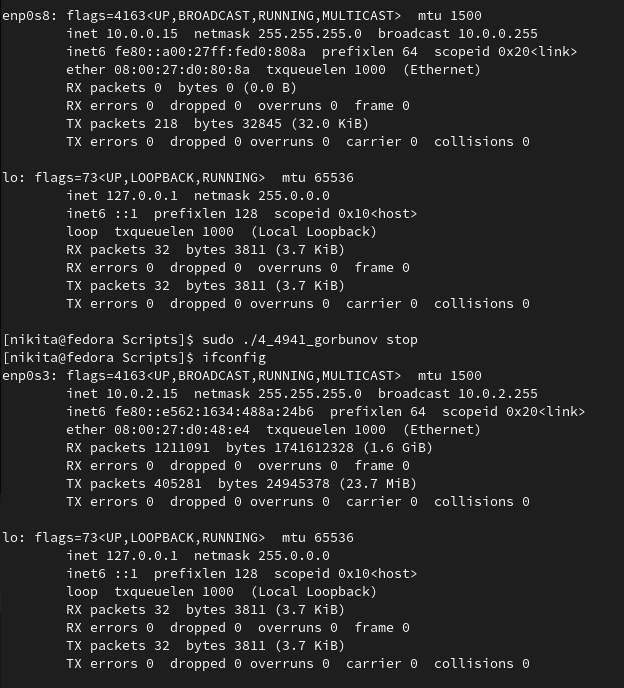 enp0s8: flags=4163<UP,BROADCAST,RUNNING,MULTICAST>  mtu 1500
        inet 10.0.0.15  netmask 255.255.255.0  broadcast 10.0.0.255
        inet6 fe80::a00:27ff:fed0:808a  prefixlen 64  scopeid 0x20<link>
        ether 08:00:27:d0:80:8a  txqueuelen 1000  (Ethernet)
        RX packets 0  bytes 0 (0.0 B)
        RX errors 0  dropped 0  overruns 0  frame 0
        TX packets 218  bytes 32845 (32.0 KiB)
        TX errors 0  dropped 0 overruns 0  carrier 0  collisions 0

lo: flags=73<UP,LOOPBACK,RUNNING>  mtu 65536
        inet 127.0.0.1  netmask 255.0.0.0
        inet6 ::1  prefixlen 128  scopeid 0x10<host>
        loop  txqueuelen 1000  (Local Loopback)
        RX packets 32  bytes 3811 (3.7 KiB)
        RX errors 0  dropped 0  overruns 0  frame 0
        TX packets 32  bytes 3811 (3.7 KiB)
        TX errors 0  dropped 0 overruns 0  carrier 0  collisions 0

[nikita@fedora Scripts]$ sudo ./4_4941_gorbunov stop
[nikita@fedora Scripts]$ ifconfig
enp0s3: flags=4163<UP,BROADCAST,RUNNING,MULTICAST>  mtu 1500
        inet 10.0.2.15  netmask 255.255.255.0  broadcast 10.0.2.255
        inet6 fe80::e562:1634:488a:24b6  prefixlen 64  scopeid 0x20<link>
        ether 08:00:27:d0:48:e4  txqueuelen 1000  (Ethernet)
        RX packets 1211091  bytes 1741612328 (1.6 GiB)
        RX errors 0  dropped 0  overruns 0  frame 0
        TX packets 405281  bytes 24945378 (23.7 MiB)
        TX errors 0  dropped 0 overruns 0  carrier 0  collisions 0

lo: flags=73<UP,LOOPBACK,RUNNING>  mtu 65536
        inet 127.0.0.1  netmask 255.0.0.0
        inet6 ::1  prefixlen 128  scopeid 0x10<host>
        loop  txqueuelen 1000  (Local Loopback)
        RX packets 32  bytes 3811 (3.7 KiB)
        RX errors 0  dropped 0  overruns 0  frame 0
        TX packets 32  bytes 3811 (3.7 KiB)
        TX errors 0  dropped 0 overruns 0  carrier 0  collisions 0